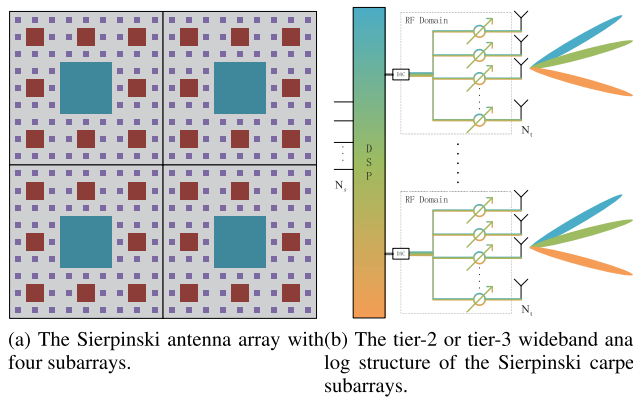 RF Domain
DAC
N_t
D
S
P
N_s
RF Domain
DAC
N_t
(a) The Sierpinski antenna array with
four subarrays.
(b) The tier-2 or tier-3 wideband ana
log structure of the Sierpinski carpe
subarrays.